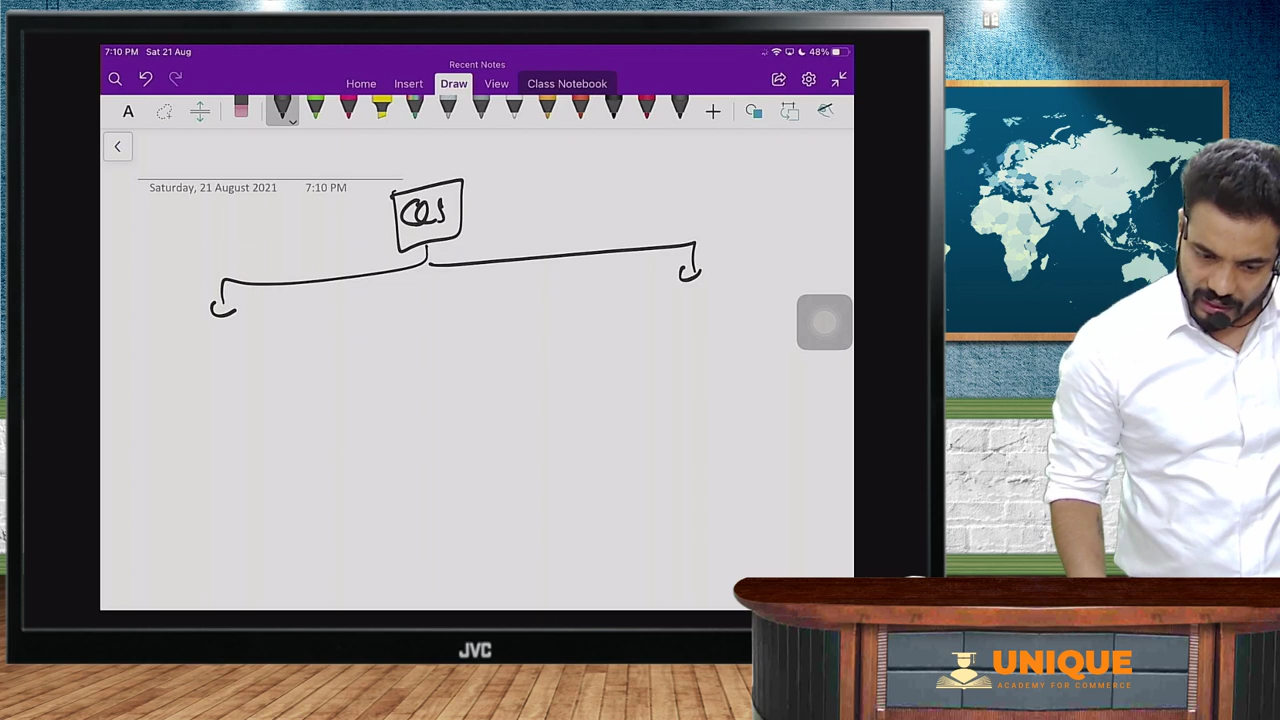 7:10 PM Sat 21 Aug
48%
Recent Notes
Home Insert Draw View Class Notebook
A
Saturday, 21 August 2021 7:10 PM
JVC
UNIQUE
ACADEMY FOR COMMERCE